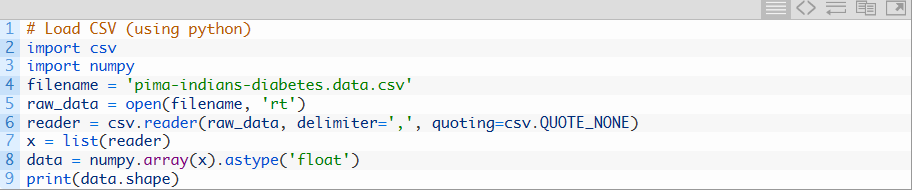 1 # Load CSV (using python)
2 import csv
3 import numpy
4 filename = 'pima-indians-diabetes.data.csv'
5 raw_data = open(filename, 'rt')
6 reader = csv.reader(raw_data, delimiter=',', quoting=csv.QUOTE_NONE)
7 x = list(reader)
8 data = numpy.array(x).astype('float')
9 print(data.shape)